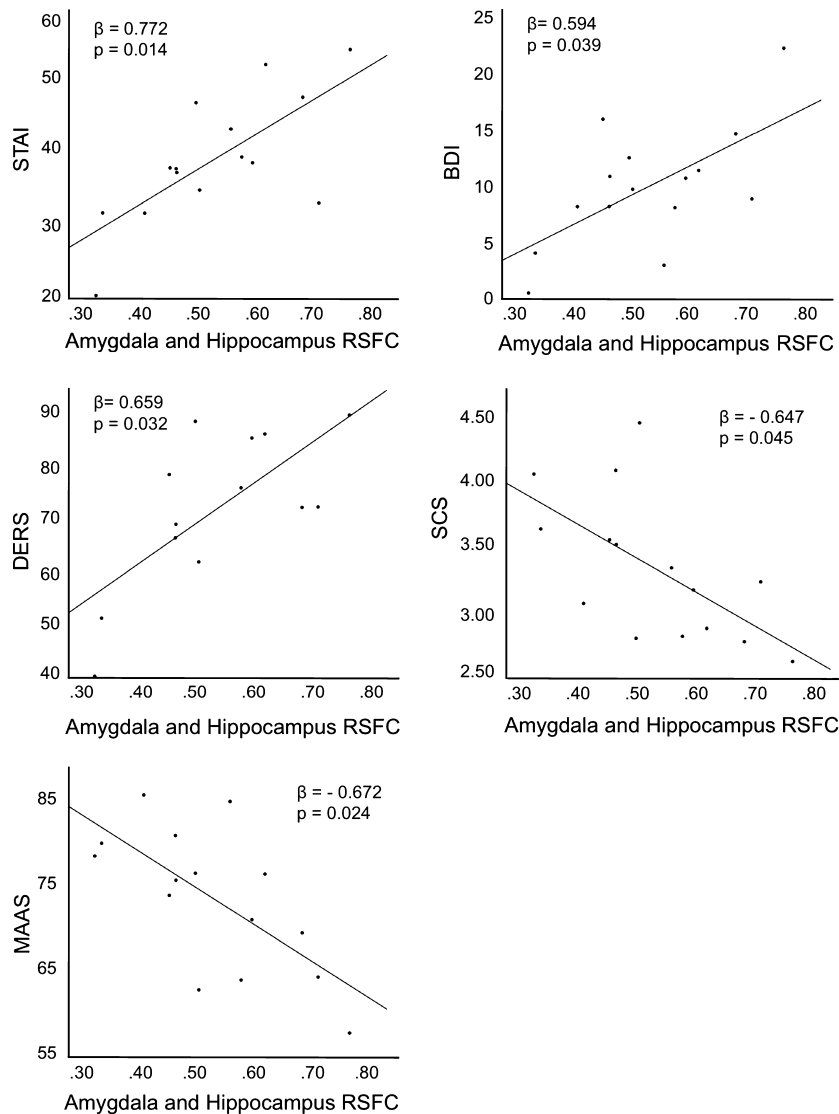 β = 0.772
p = 0.014
STAI
60
50
40
30
20
.30 .40 .50 .60 .70 .80
Amygdala and Hippocampus RSFC
β= 0.594
p = 0.039
BDI
25
20
15
10
5
0
.30 .40 .50 .60 .70 .80
Amygdala and Hippocampus RSFC
β= 0.659
p = 0.032
DERS
90
80
70
60
50
40
.30 .40 .50 .60 .70 .80
Amygdala and Hippocampus RSFC
β = - 0.647
p = 0.045
SCS
4.50
4.00
3.50
3.00
2.50
.30 .40 .50 .60 .70 .80
Amygdala and Hippocampus RSFC
β = - 0.672
p = 0.024
MAAS
85
75
65
55
.30 .40 .50 .60 .70 .80
Amygdala and Hippocampus RSFC